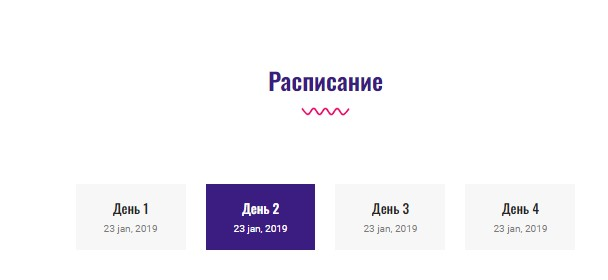 Расписание
День 1
23 jan, 2019
День 2
23 jan, 2019
День 3
23 jan, 2019
День 4
23 jan, 2019